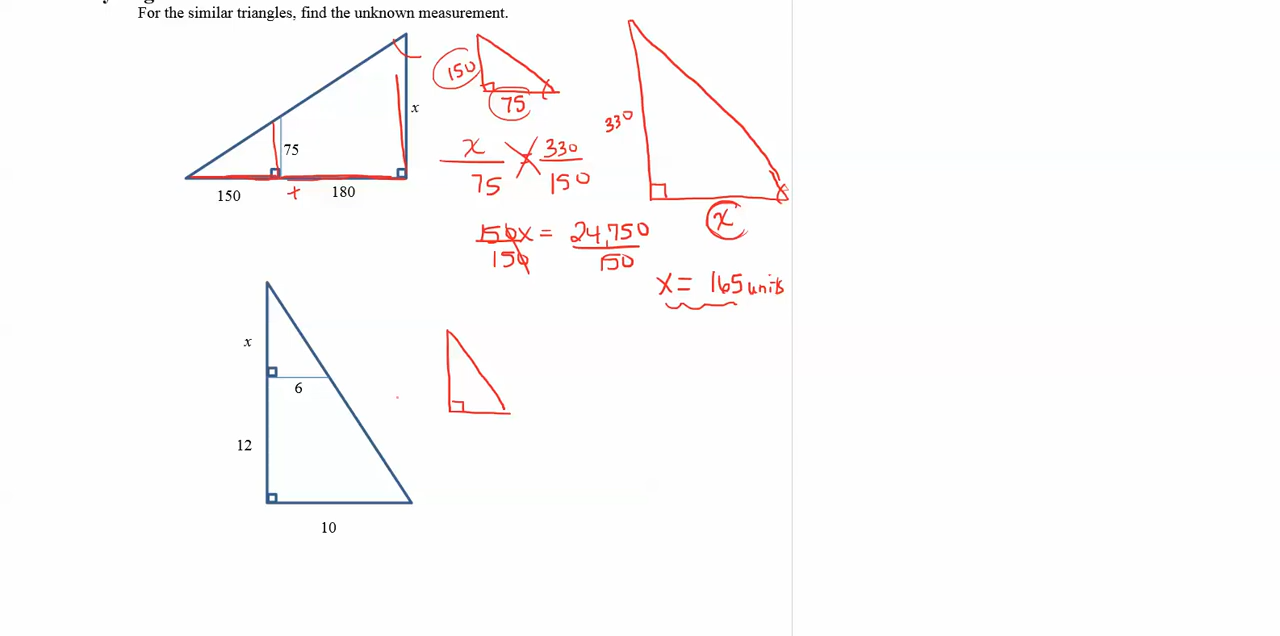 For the similar triangles, find the unknown measurement.
x
75
150 + 180
150
75
x 330
75 150
150x = 24,750
150 150
x = 165 units
330
x
x
6
12
10